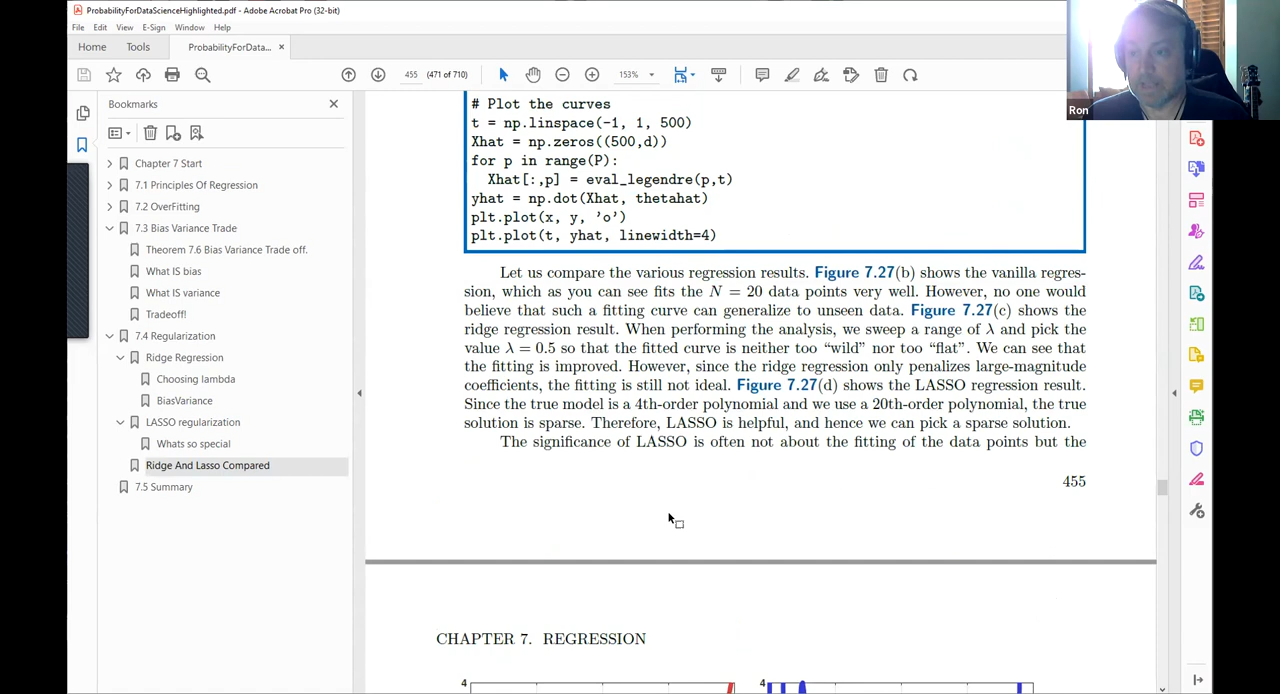 ProbabilityForDataScienceHighlighted.pdf - Adobe Acrobat Pro (32-bit)
File Edit View E-Sign Window Help
Home Tools ProbabilityForData... ×
455 (471 of 710) 153%
Ron
Bookmarks
Chapter 7 Start
7.1 Principles Of Regression
7.2 OverFitting
7.3 Bias Variance Trade
Theorem 7.6 Bias Variance Trade off.
What IS bias
What IS variance
Tradeoff!
7.4 Regularization
Ridge Regression
Choosing lambda
BiasVariance
LASSO regularization
Whats so special
Ridge And Lasso Compared
7.5 Summary
# Plot the curves
t = np.linspace(-1, 1, 500)
Xhat = np.zeros((500,d))
for p in range(P):
Xhat[:,p] = eval_legendre(p,t)
yhat = np.dot(Xhat, thetahat)
plt.plot(x, y, ’o’)
plt.plot(t, yhat, linewidth=4)
Let us compare the various regression results. Figure 7.27(b) shows the vanilla regres-
sion, which as you can see fits the N = 20 data points very well. However, no one would
believe that such a fitting curve can generalize to unseen data. Figure 7.27(c) shows the
ridge regression result. When performing the analysis, we sweep a range of λ and pick the
value λ = 0.5 so that the fitted curve is neither too “wild” nor too “flat”. We can see that
the fitting is improved. However, since the ridge regression only penalizes large-magnitude
coefficients, the fitting is still not ideal. Figure 7.27(d) shows the LASSO regression result.
Since the true model is a 4th-order polynomial and we use a 20th-order polynomial, the true
solution is sparse. Therefore, LASSO is helpful, and hence we can pick a sparse solution.
The significance of LASSO is often not about the fitting of the data points but the
455
CHAPTER 7. REGRESSION
4 4